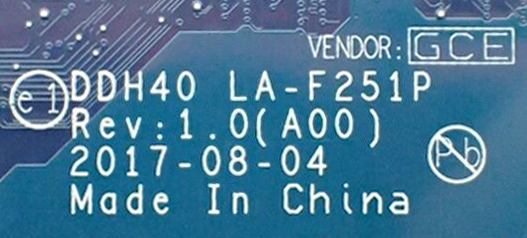 VENDOR: GCE
e1 DDH40 LA-F251P
Rev:1.0(A00)
2017-08-04
Pb
Made In China